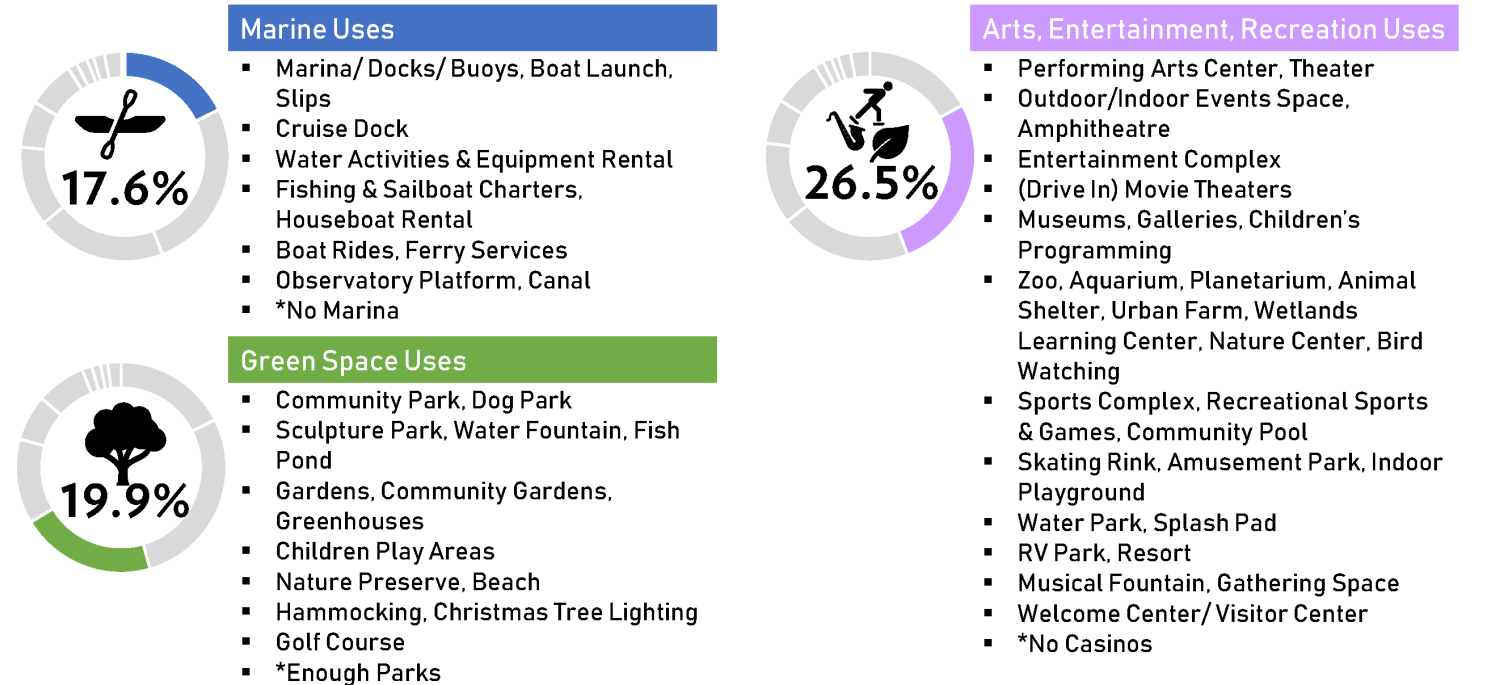 Marine Uses
17.6%
▪ Marina/ Docks/ Buoys, Boat Launch,
Slips
▪ Cruise Dock
▪ Water Activities & Equipment Rental
▪ Fishing & Sailboat Charters,
Houseboat Rental
▪ Boat Rides, Ferry Services
▪ Observatory Platform, Canal
▪ *No Marina
Green Space Uses
19.9%
▪ Community Park, Dog Park
▪ Sculpture Park, Water Fountain, Fish
Pond
▪ Gardens, Community Gardens,
Greenhouses
▪ Children Play Areas
▪ Nature Preserve, Beach
▪ Hammocking, Christmas Tree Lighting
▪ Golf Course
▪ *Enough Parks
Arts, Entertainment, Recreation Uses
26.5%
▪ Performing Arts Center, Theater
▪ Outdoor/Indoor Events Space,
Amphitheatre
▪ Entertainment Complex
▪ (Drive In) Movie Theaters
▪ Museums, Galleries, Children's
Programming
▪ Zoo, Aquarium, Planetarium, Animal
Shelter, Urban Farm, Wetlands
Learning Center, Nature Center, Bird
Watching
▪ Sports Complex, Recreational Sports
& Games, Community Pool
▪ Skating Rink, Amusement Park, Indoor
Playground
▪ Water Park, Splash Pad
▪ RV Park, Resort
▪ Musical Fountain, Gathering Space
▪ Welcome Center/ Visitor Center
▪ *No Casinos